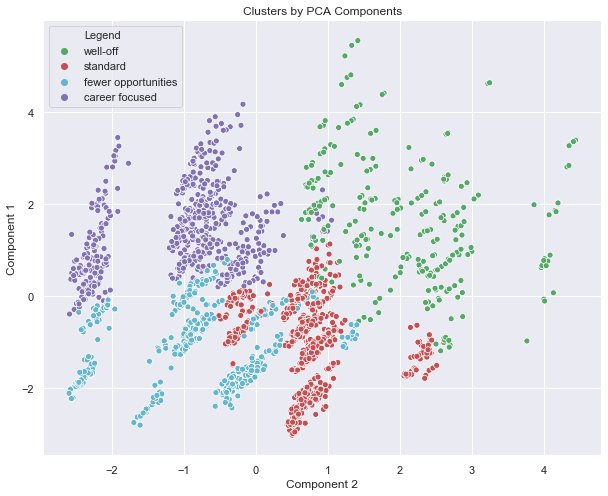 Clusters by PCA Components
Legend
well-off
standard
fewer opportunities
career focused
Component 1
4
2
0
−2
−2
−1
0
1
2
3
4
Component 2